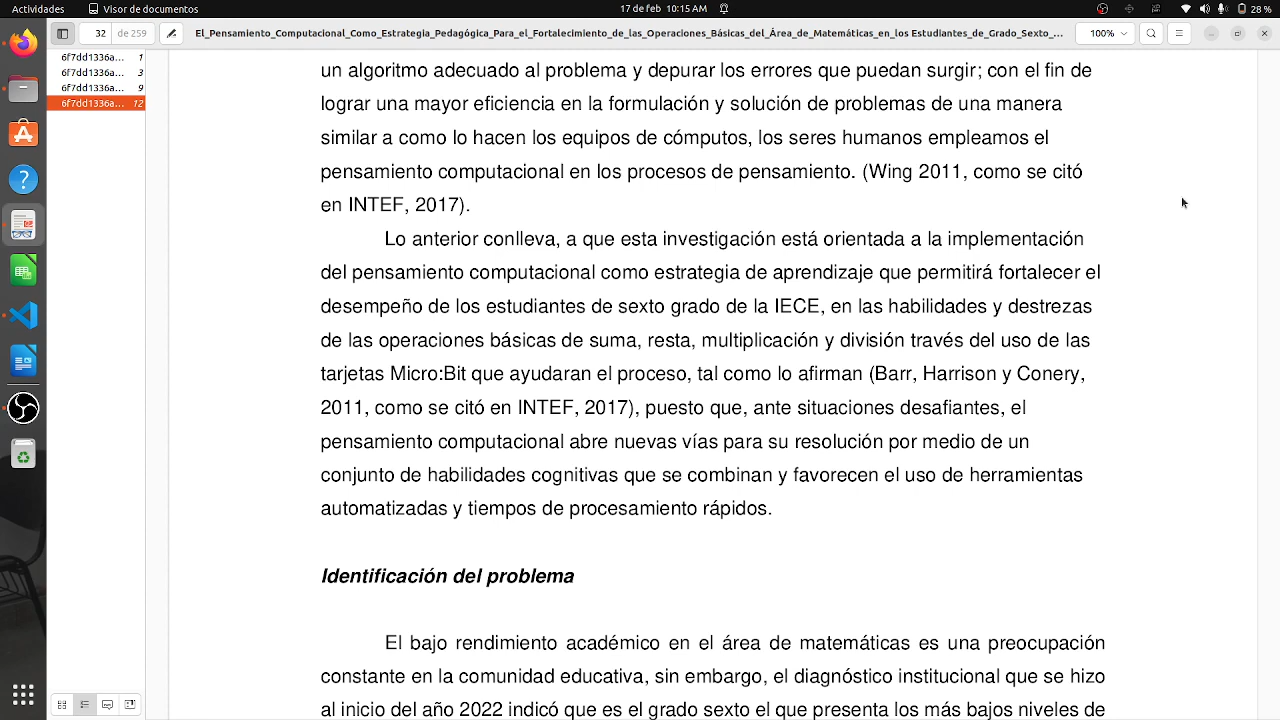 Actividades
Visor de documentos
17 de feb 10:15 AM
28 %
32
de 259
El_Pensamiento_Computacional_Como_Estrategia_Pedagógica_Para_el_Fortalecimiento_de_las_Operaciones_Básicas_del_Área_de_Matemáticas_en_los_Estudiantes_de_Grado_Sexto_...
100%
6f7dd1336a... 1
6f7dd1336a... 3
6f7dd1336a... 9
6f7dd1336a... 12
un algoritmo adecuado al problema y depurar los errores que puedan surgir; con el fin de
lograr una mayor eficiencia en la formulación y solución de problemas de una manera
similar a como lo hacen los equipos de cómputos, los seres humanos empleamos el
pensamiento computacional en los procesos de pensamiento. (Wing 2011, como se citó
en INTEF, 2017).
Lo anterior conlleva, a que esta investigación está orientada a la implementación
del pensamiento computacional como estrategia de aprendizaje que permitirá fortalecer el
desempeño de los estudiantes de sexto grado de la IECE, en las habilidades y destrezas
de las operaciones básicas de suma, resta, multiplicación y división través del uso de las
tarjetas Micro:Bit que ayudaran el proceso, tal como lo afirman (Barr, Harrison y Conery,
2011, como se citó en INTEF, 2017), puesto que, ante situaciones desafiantes, el
pensamiento computacional abre nuevas vías para su resolución por medio de un
conjunto de habilidades cognitivas que se combinan y favorecen el uso de herramientas
automatizadas y tiempos de procesamiento rápidos.
Identificación del problema
El bajo rendimiento académico en el área de matemáticas es una preocupación
constante en la comunidad educativa, sin embargo, el diagnóstico institucional que se hizo
al inicio del año 2022 indicó que es el grado sexto el que presenta los más bajos niveles de